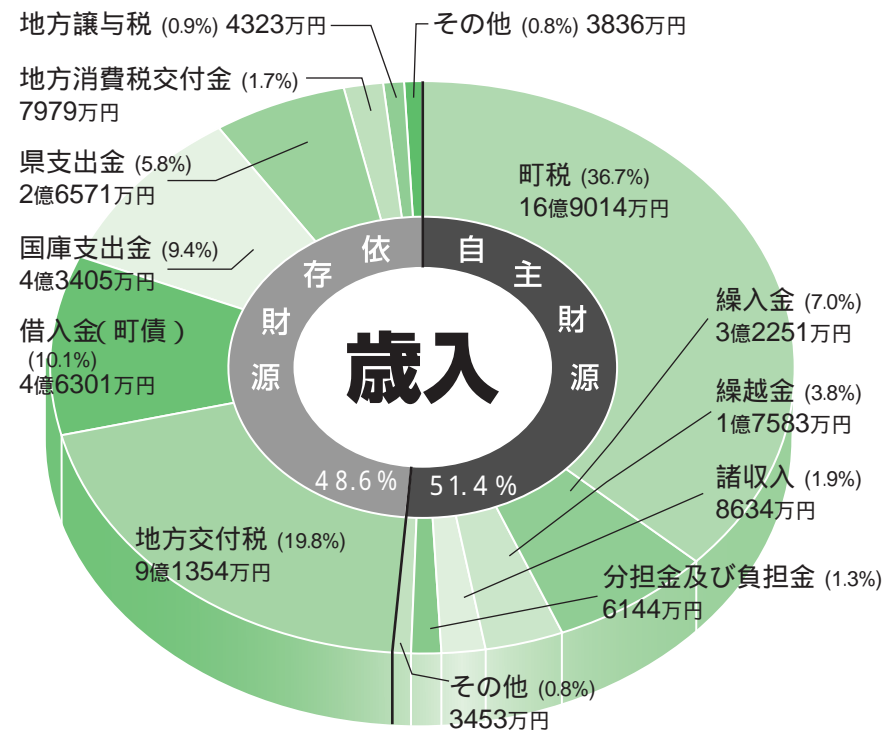 地方譲与税 (0.9%) 4323万円
その他 (0.8%) 3836万円
地方消費税交付金 (1.7%)
7979万円
県支出金 (5.8%)
2億6571万円
国庫支出金 (9.4%)
4億3405万円
借入金(町債)
(10.1%)
4億6301万円
地方交付税 (19.8%)
9億1354万円
町税 (36.7%)
16億9014万円
繰入金 (7.0%)
3億2251万円
繰越金 (3.8%)
1億7583万円
諸収入 (1.9%)
8634万円
分担金及び負担金 (1.3%)
6144万円
その他 (0.8%)
3453万円
依存財源
48.6%
自主財源
51.4%
歳入